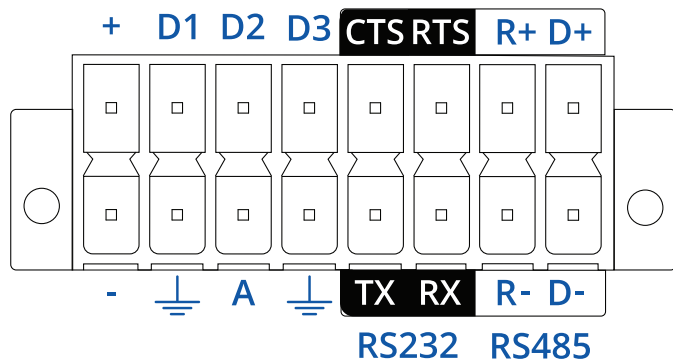 + D1 D2 D3 CTS RTS R+ D+
- A TX RX R- D-
RS232 RS485